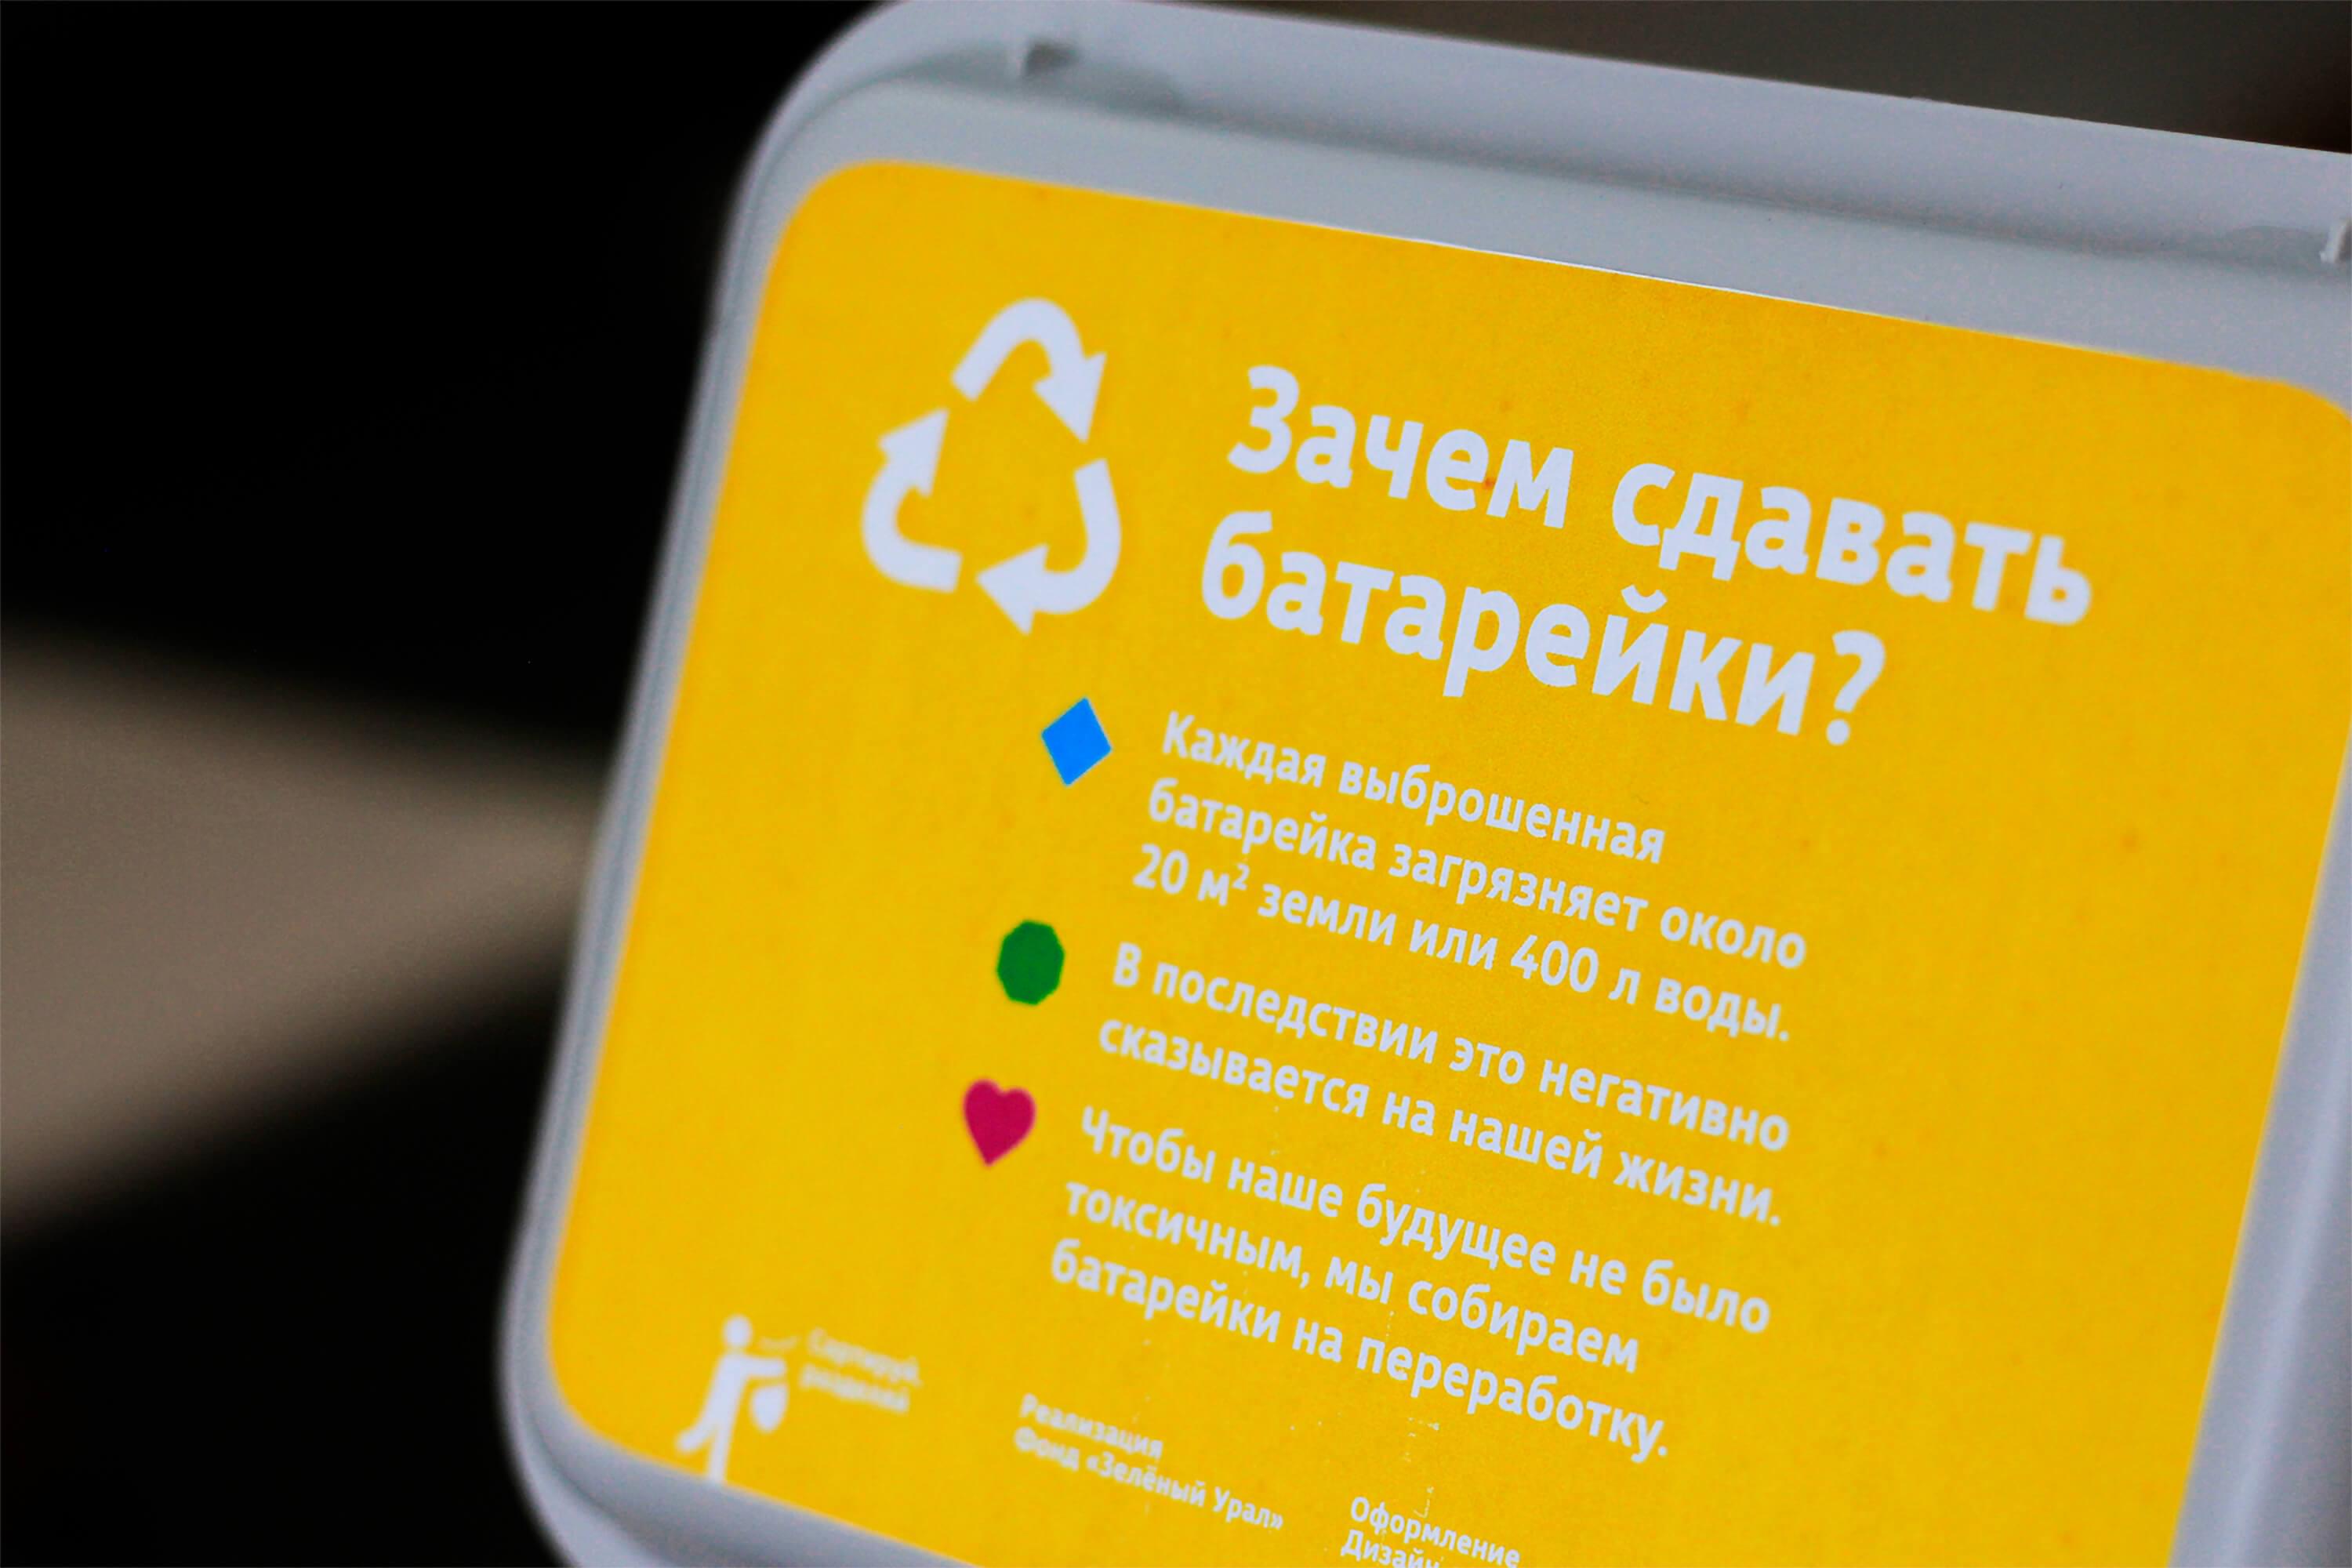 Зачем сдавать
батарейки?
Каждая выброшенная
батарейка загрязняет около
20 м² земли или 400 л воды.
В последствии это негативно
сказывается на нашей жизни.
Чтобы наше будущее не было
токсичным, мы собираем
батарейки на переработку.
Сортируй,
разделяй
Реализация
Фонд «Зелёный Урал»
Оформление
Дизайн